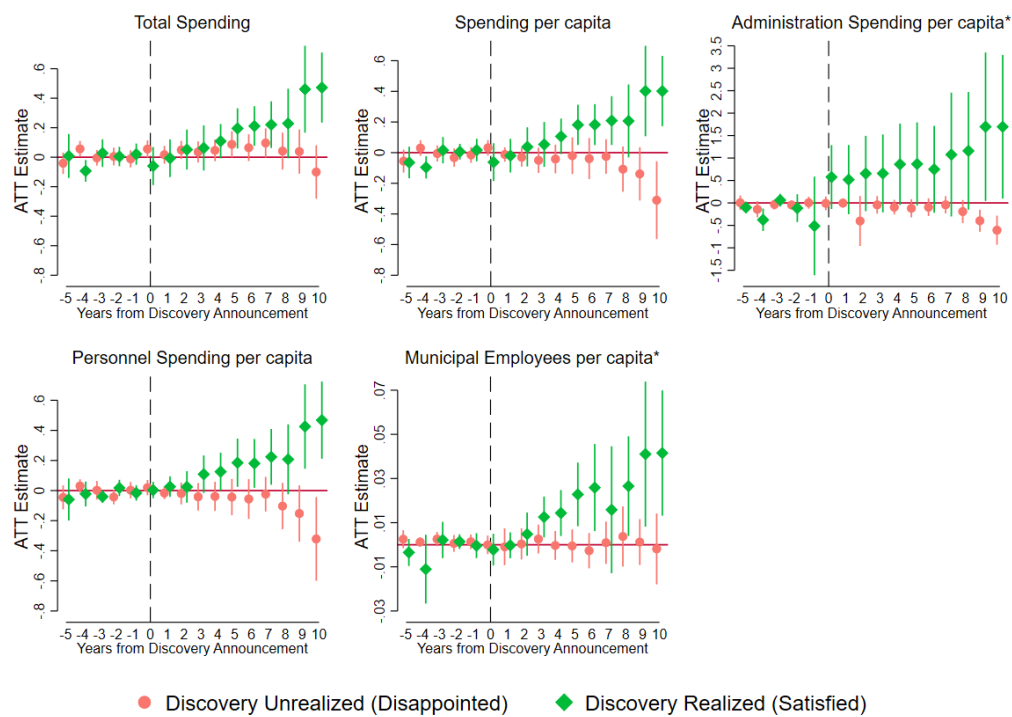 Total Spending
ATT Estimate
.6
.4
.2
0
-.2
-.4
-.6
-.8
-5 -4 -3 -2 -1 0 1 2 3 4 5 6 7 8 9 10
Years from Discovery Announcement
Spending per capita
ATT Estimate
.6
.4
.2
0
-.2
-.4
-.6
-.8
-5 -4 -3 -2 -1 0 1 2 3 4 5 6 7 8 9 10
Years from Discovery Announcement
Administration Spending per capita*
ATT Estimate
3.5
3
2.5
2
1.5
1
.5
0
-.5
-1
-1.5
-5 -4 -3 -2 -1 0 1 2 3 4 5 6 7 8 9 10
Years from Discovery Announcement
Personnel Spending per capita
ATT Estimate
.6
.4
.2
0
-.2
-.4
-.6
-.8
-5 -4 -3 -2 -1 0 1 2 3 4 5 6 7 8 9 10
Years from Discovery Announcement
Municipal Employees per capita*
ATT Estimate
.07
.05
.03
.01
-.01
-.03
-5 -4 -3 -2 -1 0 1 2 3 4 5 6 7 8 9 10
Years from Discovery Announcement
Discovery Unrealized (Disappointed)
Discovery Realized (Satisfied)